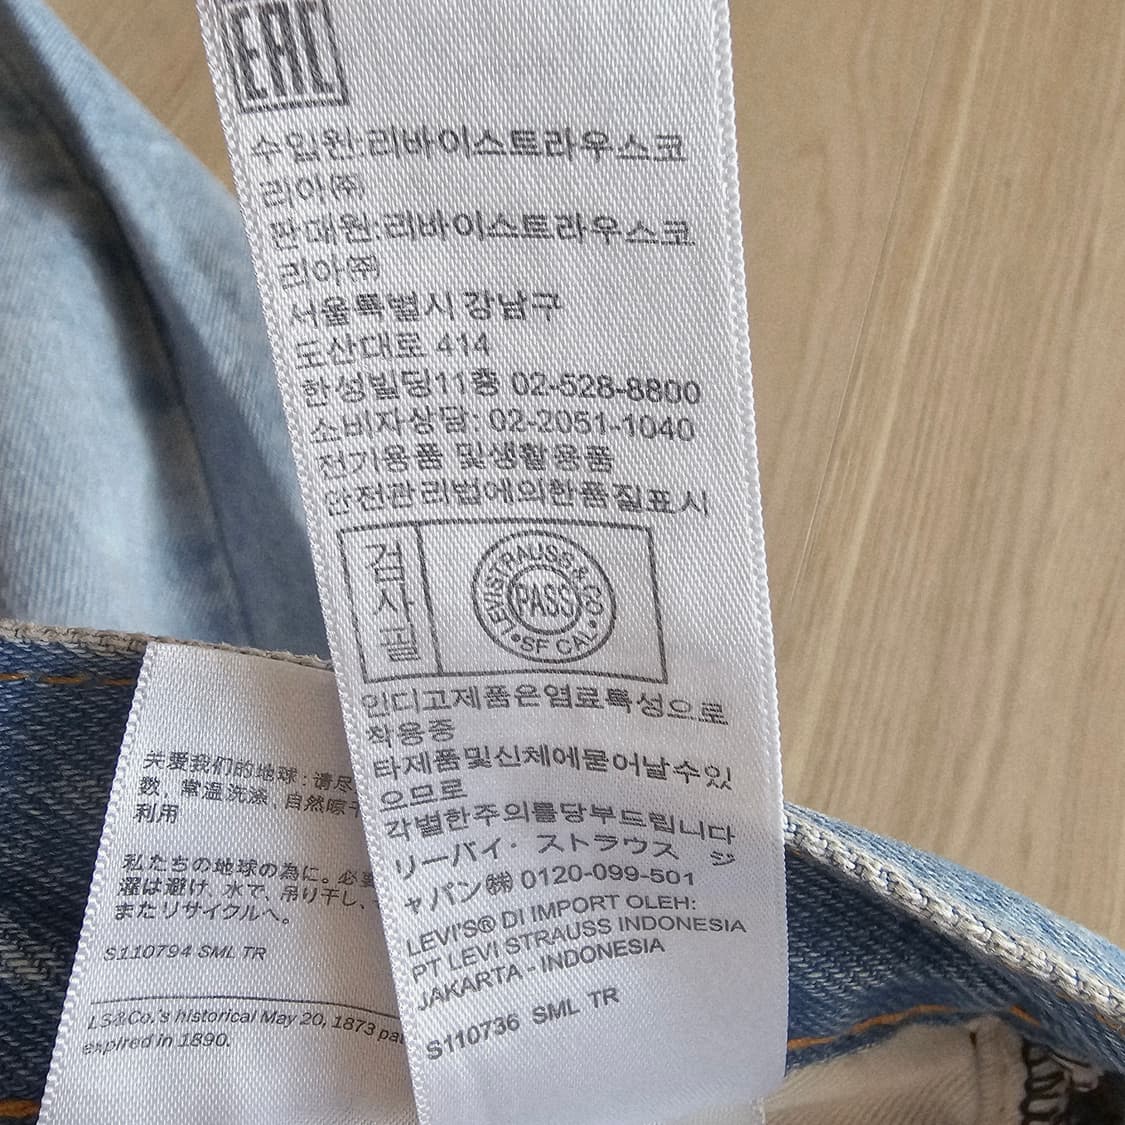 EAC
수입원:리바이스트라우스코
리아㈜
판매원:리바이스트라우스코
리아㈜
서울특별시 강남구
도산대로 414
한성빌딩11층 02-528-8800
소비자상담: 02-2051-1040
전기용품 및생활용품
안전관리법에의한품질표시
검사필
LEVI STRAUSS & CO.
PASS
•SF CAL•
인디고제품은염료특성으로
착용중
타제품및신체에묻어날수있
으므로
각별한주의를당부드립니다
リーバイ・ストラウス ジ
ャパン㈱ 0120-099-501
LEVI'S® DI IMPORT OLEH:
PT LEVI STRAUSS INDONESIA
JAKARTA - INDONESIA
S110736 SML TR
关爱我们的地球：请尽
数、常温洗涤、自然晾干
利用
私たちの地球の為に。必要
濯は避け、水で、吊り干し、
またリサイクルへ。
S110794 SML TR
LS&Co.'s historical May 20, 1873 pa
expired in 1890.